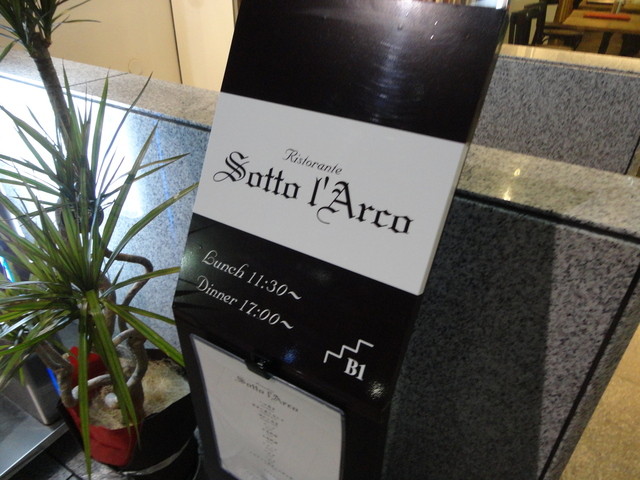 Ristorante
Sotto l'Arco
Lunch 11:30~
Dinner 17:00~
B1
Sotto l'Arco